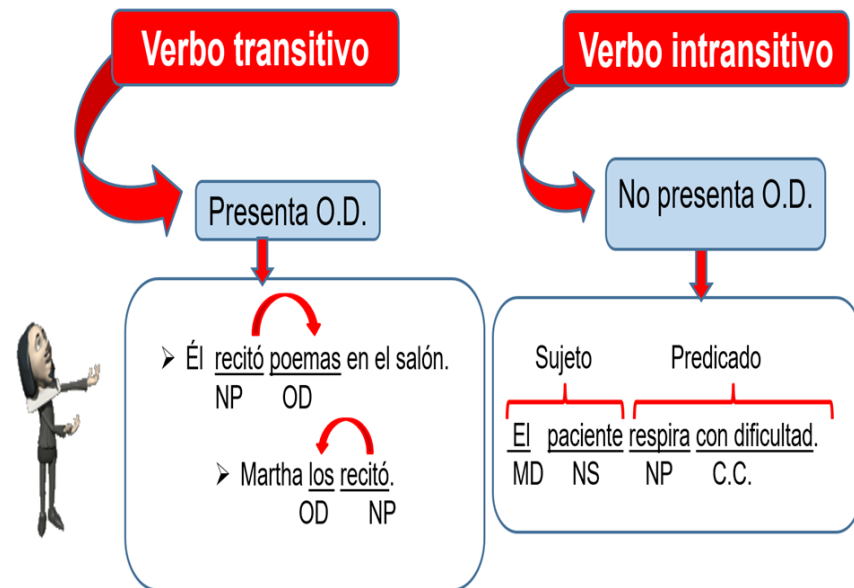 Verbo transitivo
Presenta O.D.
➢ Él recitó poemas en el salón.
NP OD
➢ Martha los recitó.
OD NP
Verbo intransitivo
No presenta O.D.
Sujeto Predicado
El paciente respira con dificultad.
MD NS NP C.C.